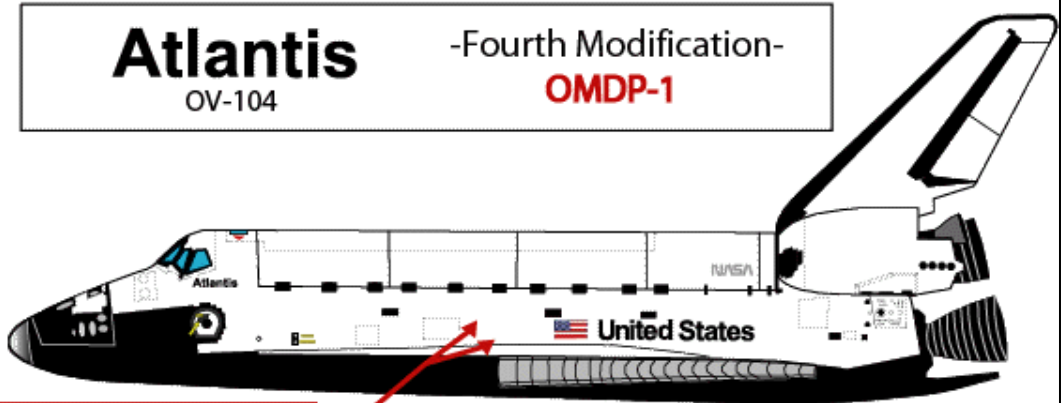 Atlantis
OV-104
-Fourth Modification-
OMDP-1
NASA
Atlantis
United States